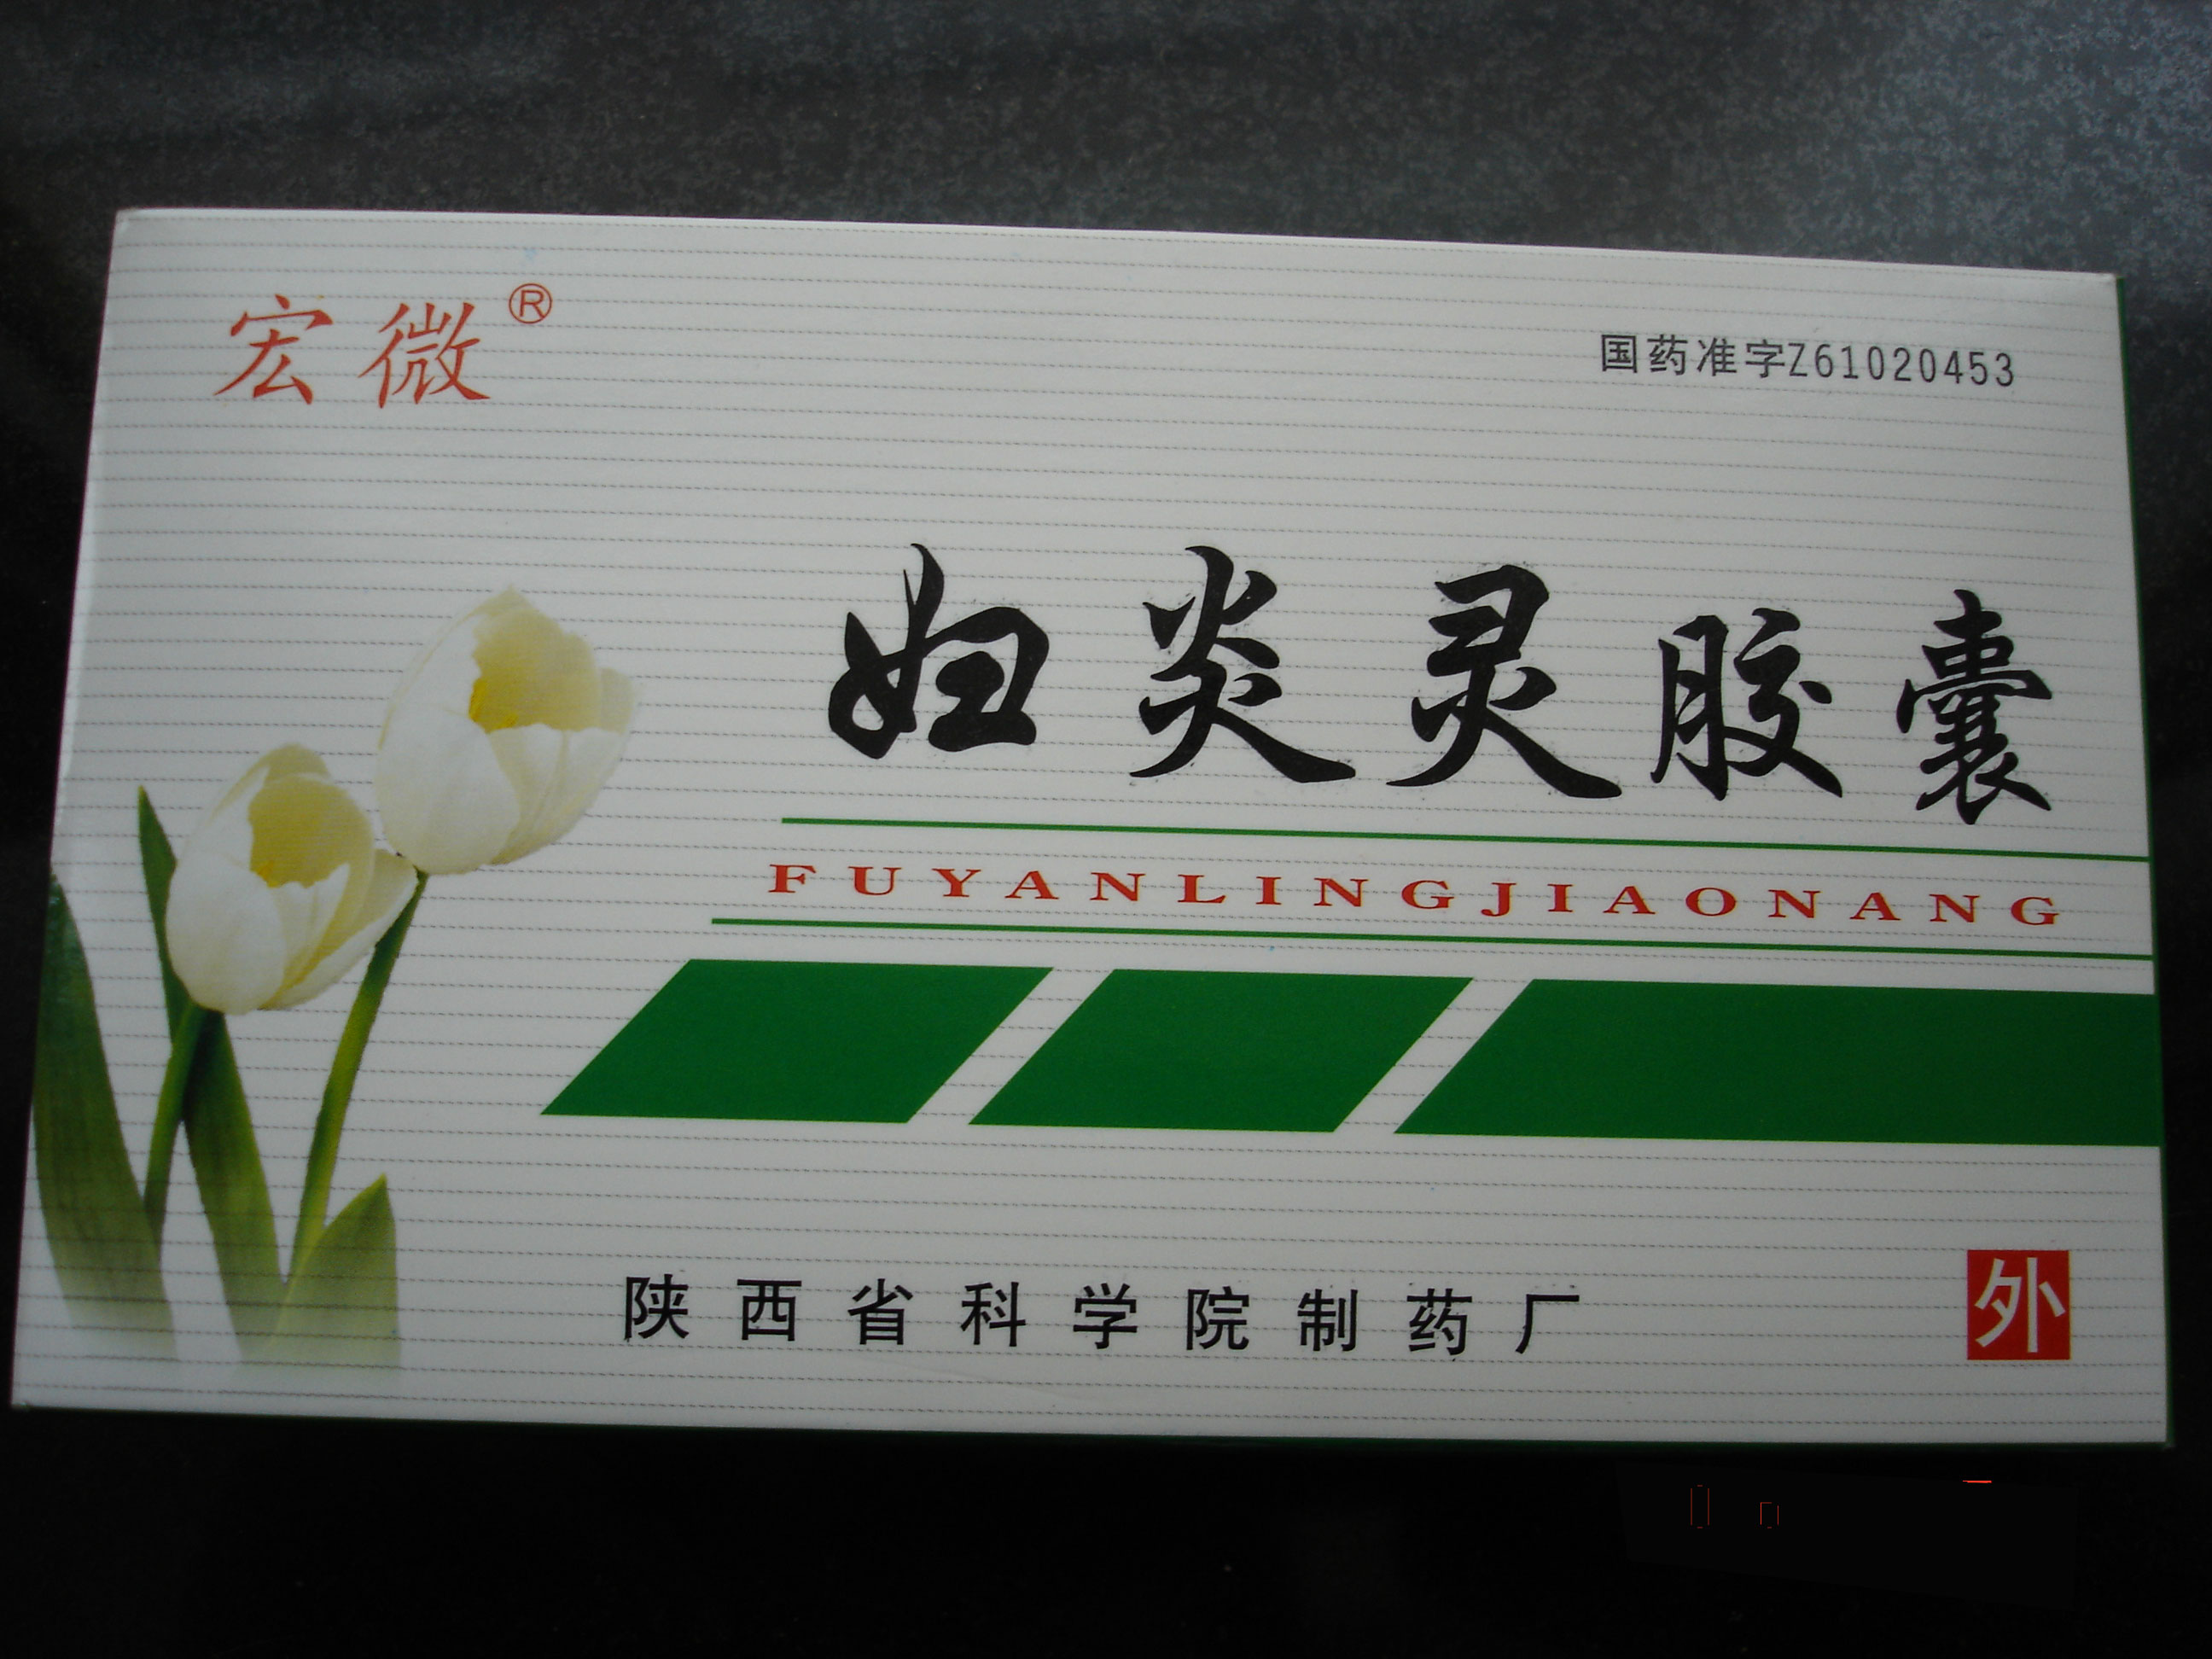 宏微®
国药准字Z61020453
妇炎灵胶囊
FUYANLINGJIAONANG
陕西省科学院制药厂
外